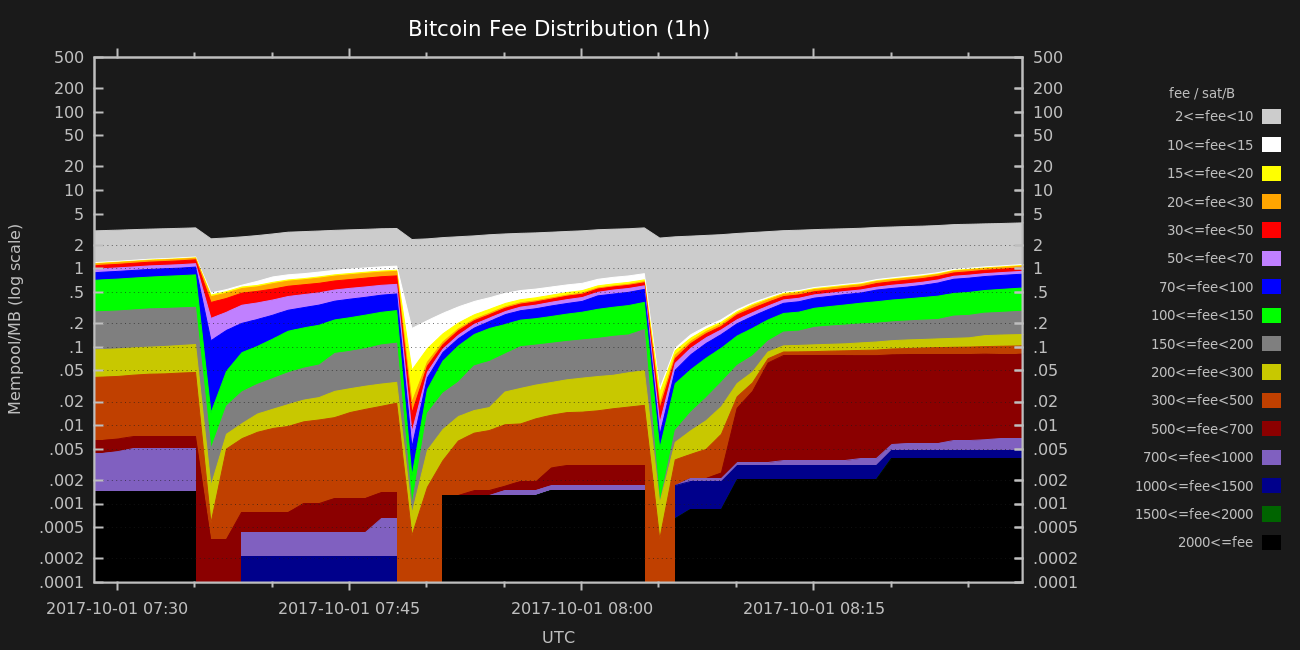 Bitcoin Fee Distribution (1h)
500
200
100
50
20
10
5
2
1
.5
.2
.1
.05
.02
.01
.005
.002
.001
.0005
.0002
.0001
Mempool/MB (log scale)
500
200
100
50
20
10
5
2
1
.5
.2
.1
.05
.02
.01
.005
.002
.001
.0005
.0002
.0001
2017-10-01 07:30
2017-10-01 07:45
2017-10-01 08:00
2017-10-01 08:15
UTC
fee / sat/B
2<=fee<10
10<=fee<15
15<=fee<20
20<=fee<30
30<=fee<50
50<=fee<70
70<=fee<100
100<=fee<150
150<=fee<200
200<=fee<300
300<=fee<500
500<=fee<700
700<=fee<1000
1000<=fee<1500
1500<=fee<2000
2000<=fee